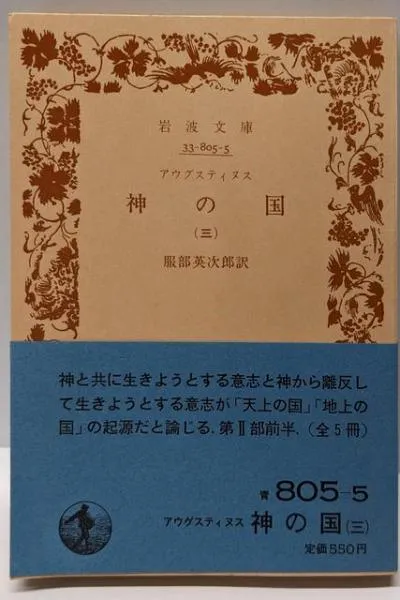 岩波文庫
33-805-5
アウグスティヌス
神の国
(三)
服部英次郎訳
神と共に生きようとする意志と神から離反し
て生きようとする意志が「天上の国」「地上の
国」の起源だと論じる.第Ⅱ部前半.(全5冊)
青 805-5
アウグスティヌス 神の国(三)
定価550円